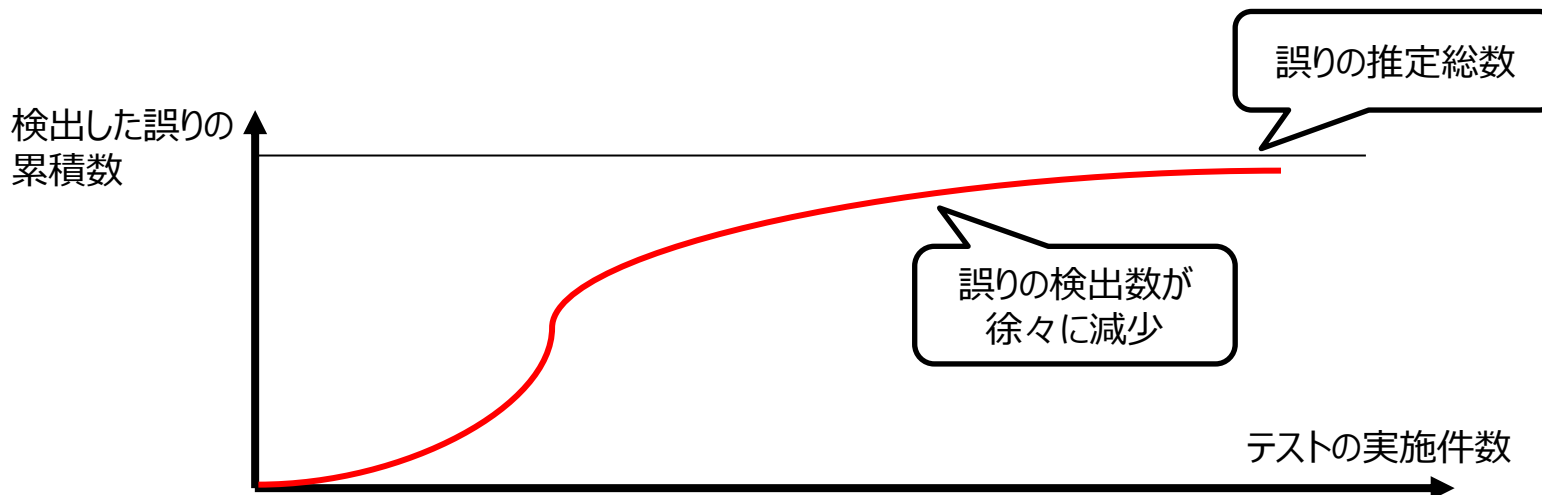 誤りの推定総数
検出した誤りの
累積数
誤りの検出数が
徐々に減少
テストの実施件数